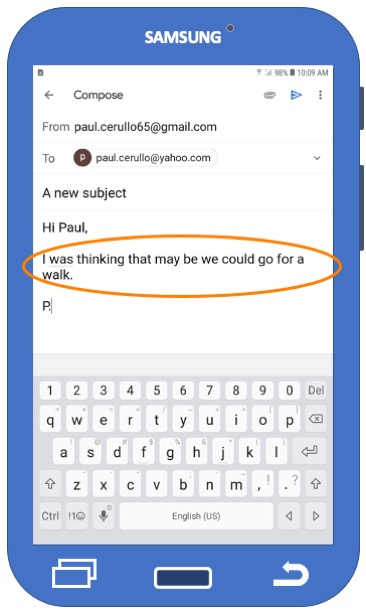 SAMSUNG
98% 10:09 AM
Compose
From paul.cerullo65@gmail.com
To P paul.cerullo@yahoo.com
A new subject
Hi Paul,
I was thinking that may be we could go for a
walk.
P.
1 2 3 4 5 6 7 8 9 0 Del
q w e r t y u i o p
a s d f g h j k l
z x c v b n m , ! . ?
Ctrl !1☺ English (US)